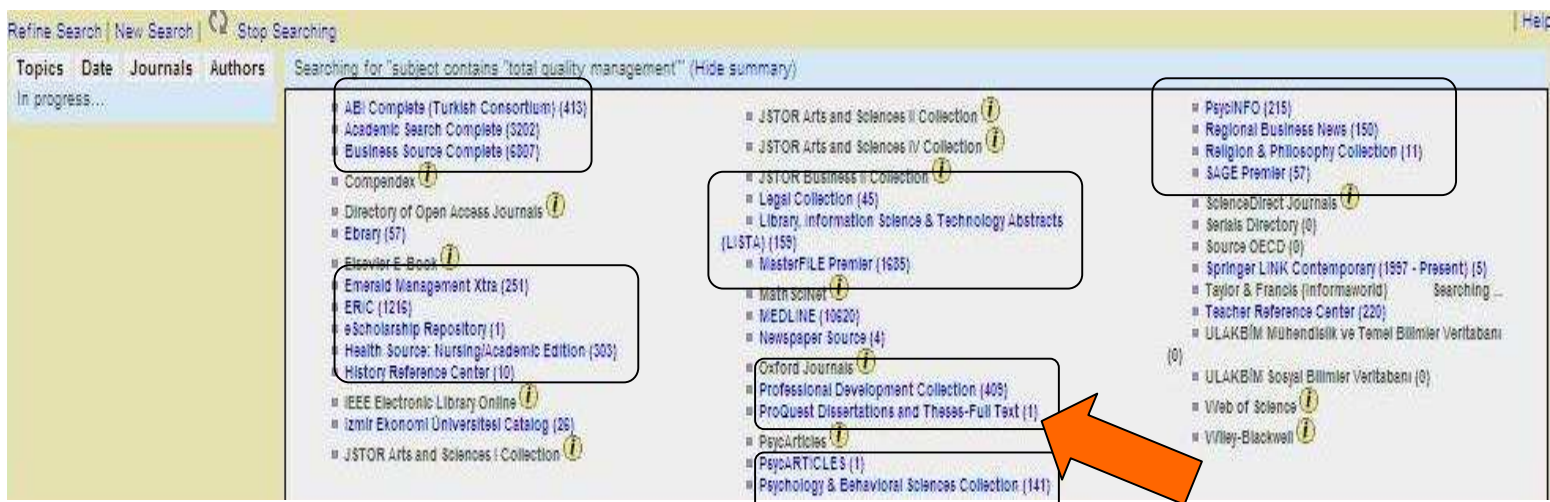 Refine Search | New Search | Stop Searching
| Help
Topics Date Journals Authors
In progress...
Searching for "subject contains "total quality management"" (Hide summary)
ABI Complete (Turkish Consortium) (413)
Academic Search Complete (3202)
Business Source Complete (6807)
Compendex i
Directory of Open Access Journals i
Ebrary (57)
Elsevier E-Book i
Emerald Management Xtra (251)
ERIC (1216)
eScholarship Repository (1)
Health Source: Nursing/Academic Edition (303)
History Reference Center (10)
IEEE Electronic Library Online i
İzmir Ekonomi Üniversitesi Catalog (26)
JSTOR Arts and Sciences I Collection i
JSTOR Arts and Sciences II Collection i
JSTOR Arts and Sciences IV Collection i
JSTOR Business II Collection i
Legal Collection (45)
Library, Information Science & Technology Abstracts
(LISTA) (159)
MasterFILE Premier (1685)
MathSciNet i
MEDLINE (10620)
Newspaper Source (4)
Oxford Journals i
Professional Development Collection (409)
ProQuest Dissertations and Theses-Full Text (1)
PsycArticles i
PsycARTICLES (1)
Psychology & Behavioral Sciences Collection (141)
PsycINFO (215)
Regional Business News (150)
Religion & Philosophy Collection (11)
SAGE Premier (57)
ScienceDirect Journals i
Serials Directory (0)
Source OECD (0)
Springer LINK Contemporary (1997 - Present) (5)
Taylor & Francis (Informaworld) Searching ...
Teacher Reference Center (220)
ULAKBİM Mühendislik ve Temel Bilimler Veritabanı
(0)
ULAKBİM Sosyal Bilimler Veritabanı (0)
Web of Science i
Wiley-Blackwell i